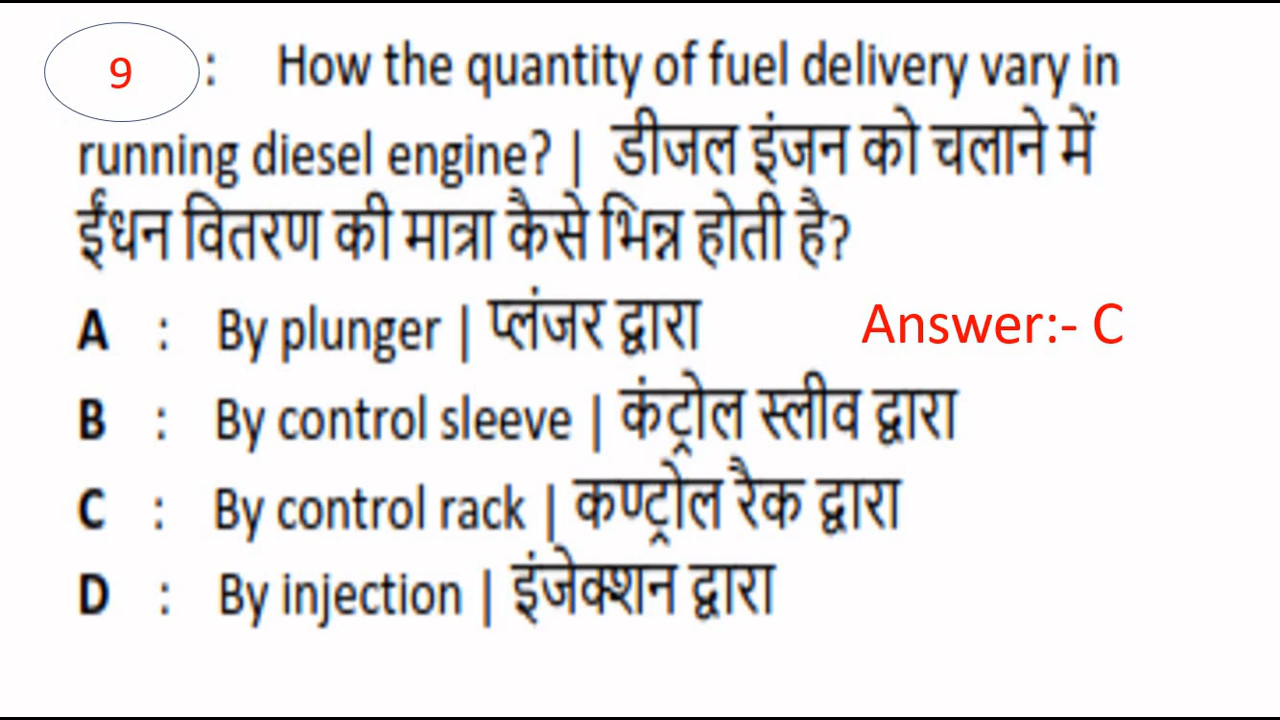 9 : How the quantity of fuel delivery vary in
running diesel engine? | डीजल इंजन को चलाने में
ईंधन वितरण की मात्रा कैसे भिन्न होती है?
A : By plunger | प्लंजर द्वारा Answer:- C
B : By control sleeve | कंट्रोल स्लीव द्वारा
C : By control rack | कण्ट्रोल रैक द्वारा
D : By injection | इंजेक्शन द्वारा